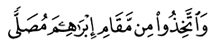 وَٱتَّخِذُوا۟ مِن مَّقَامِ إِبْرَٰهِـۧمَ مُصَلًّى